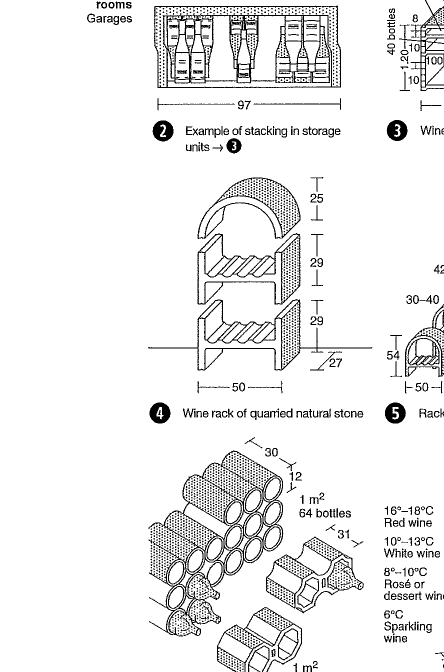 rooms
Garages
97
2 Example of stacking in storage
units → 3
8
10
100
10
1.20
40 bottles
3 Wine
25
29
29
27
50
4 Wine rack of quarried natural stone
42
30–40
54
50
5 Rack
30
12
1 m²
64 bottles
31
16°–18°C
Red wine
10°–13°C
White wine
8°–10°C
Rosé or
dessert wine
6°C
Sparkling
wine
1 m²